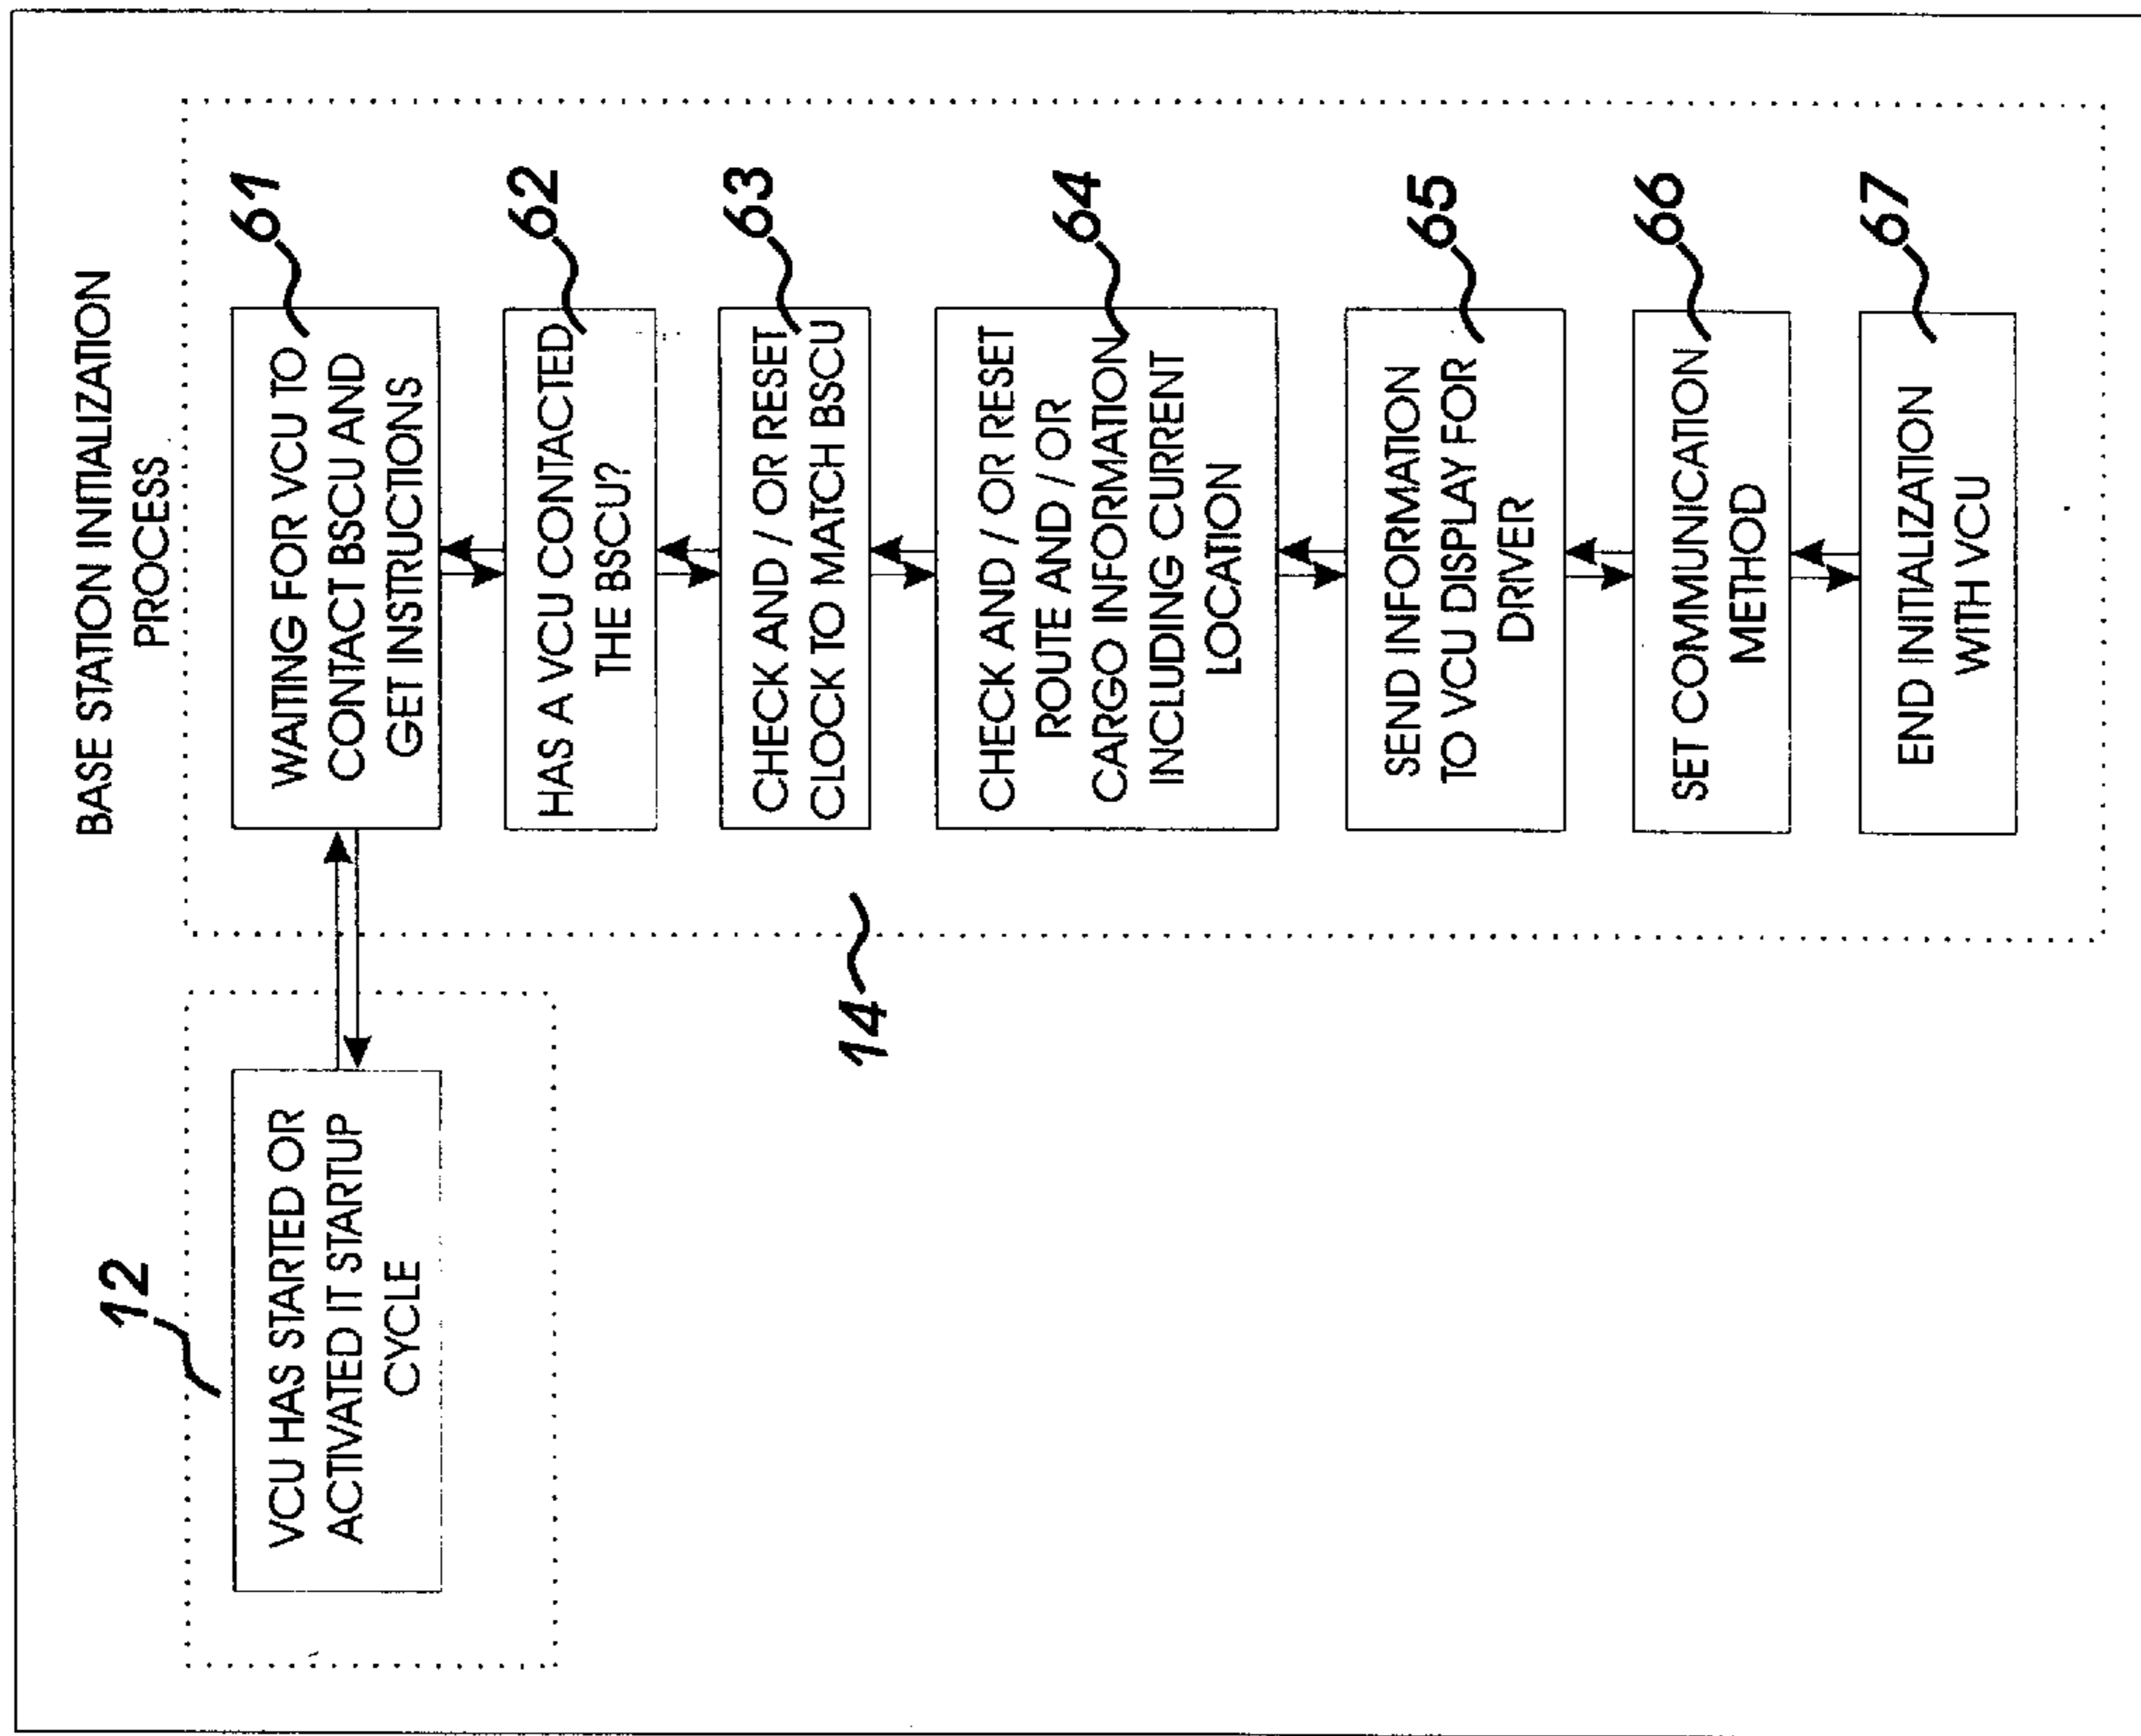 BASE STATION INITIALIZATION
PROCESS
12
VCU HAS STARTED OR
ACTIVATED IT STARTUP
CYCLE
14
WAITING FOR VCU TO
CONTACT BSCU AND
GET INSTRUCTIONS
61
HAS A VCU CONTACTED
THE BSCU?
62
CHECK AND / OR RESET
CLOCK TO MATCH BSCU
63
CHECK AND / OR RESET
ROUTE AND / OR
CARGO INFORMATION
INCLUDING CURRENT
LOCATION
64
SEND INFORMATION
TO VCU DISPLAY FOR
DRIVER
65
SET COMMUNICATION
METHOD
66
END INITIALIZATION
WITH VCU
67